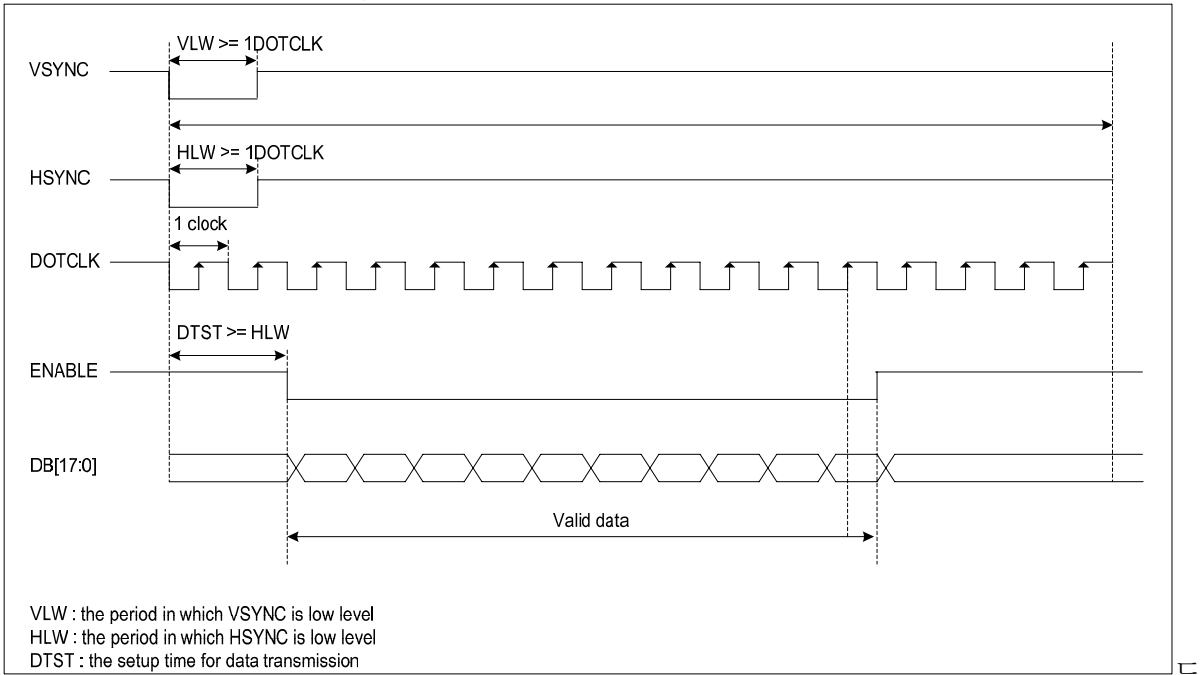 VLW >= 1DOTCLK
VSYNC
HLW >= 1DOTCLK
HSYNC
1 clock
DOTCLK
DTST >= HLW
ENABLE
DB[17:0]
Valid data
VLW : the period in which VSYNC is low level
HLW : the period in which HSYNC is low level
DTST : the setup time for data transmission
드